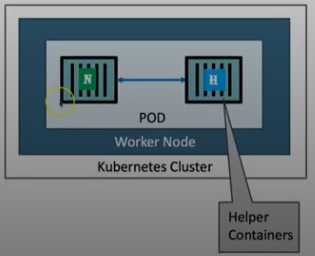 N
H
POD
Worker Node
Kubernetes Cluster
Helper
Containers